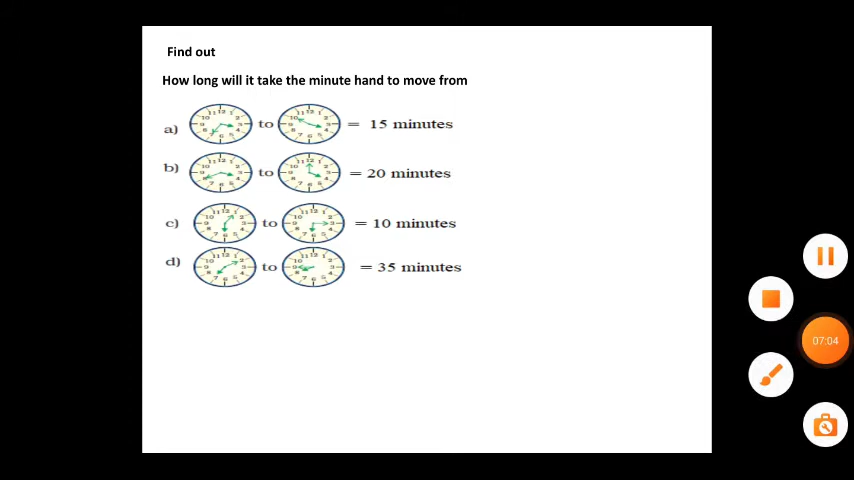 Find out
How long will it take the minute hand to move from
a) to = 15 minutes
b) to = 20 minutes
c) to = 10 minutes
d) to = 35 minutes
07:04